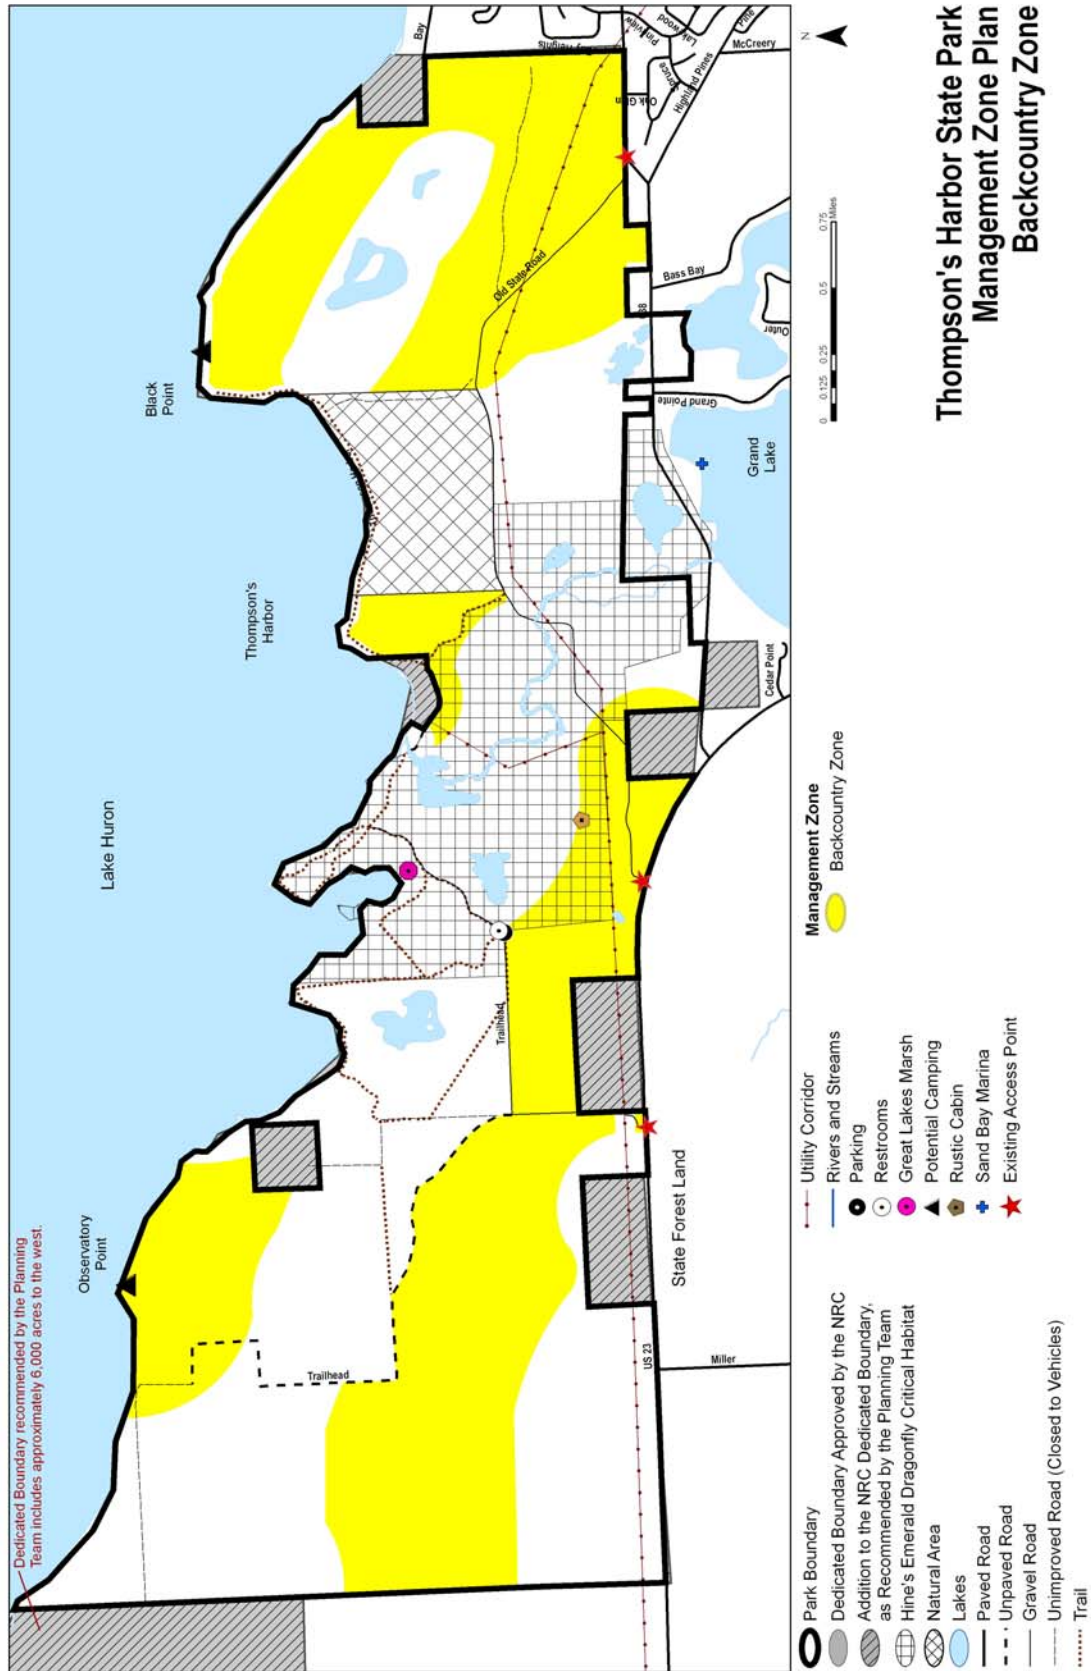 Dedicated Boundary recommended by the Planning
Team includes approximately 6,000 acres to the west.
Observatory
Point
Lake Huron
Thompson's
Harbor
Black
Point
Bay
Trailhead
Trailhead
Old State Road
Pineview
Lakewood
Pine
Spruce
McCreery
Highland Pines
US 23
Miller
State Forest Land
Cedar Point
Grand
Lake
Grand Pointe
Bass Bay
Outer
N
0 0.125 0.25 0.5 0.75 Miles
Thompson's Harbor State Park
Management Zone Plan
Backcountry Zone
Park Boundary
Dedicated Boundary Approved by the NRC
Addition to the NRC Dedicated Boundary,
as Recommended by the Planning Team
Hine's Emerald Dragonfly Critical Habitat
Natural Area
Lakes
Paved Road
Unpaved Road
Gravel Road
Unimproved Road (Closed to Vehicles)
Trail
Utility Corridor
Rivers and Streams
Parking
Restrooms
Great Lakes Marsh
Potential Camping
Rustic Cabin
Sand Bay Marina
Existing Access Point
Management Zone
Backcountry Zone